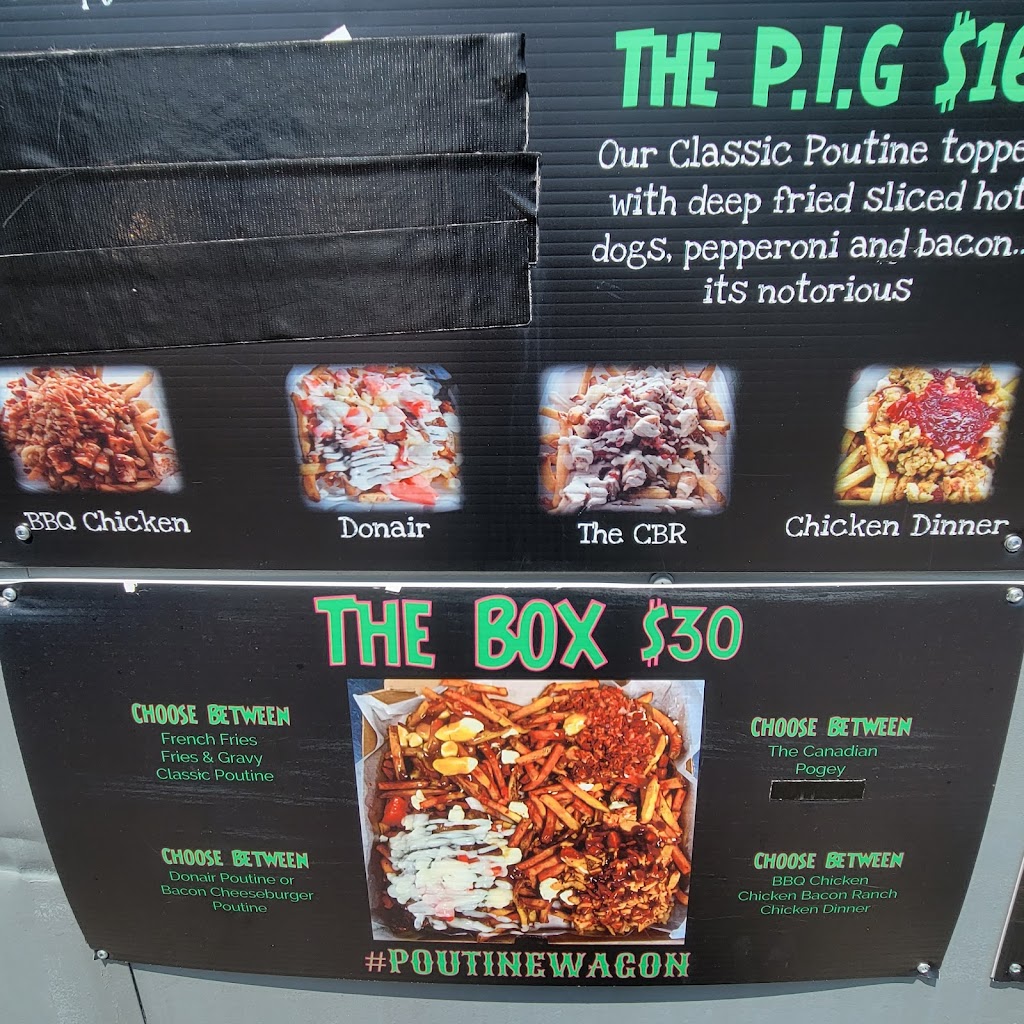 THE P.I.G $16
Our Classic Poutine toppe
with deep fried sliced hot
dogs, pepperoni and bacon..
its notorious
BBQ Chicken
Donair
The CBR
Chicken Dinner
THE BOX $30
CHOOSE BETWEEN
French Fries
Fries & Gravy
Classic Poutine
CHOOSE BETWEEN
The Canadian
Pogey
CHOOSE BETWEEN
Donair Poutine or
Bacon Cheeseburger
Poutine
CHOOSE BETWEEN
BBQ Chicken
Chicken Bacon Ranch
Chicken Dinner
#POUTINEWAGON